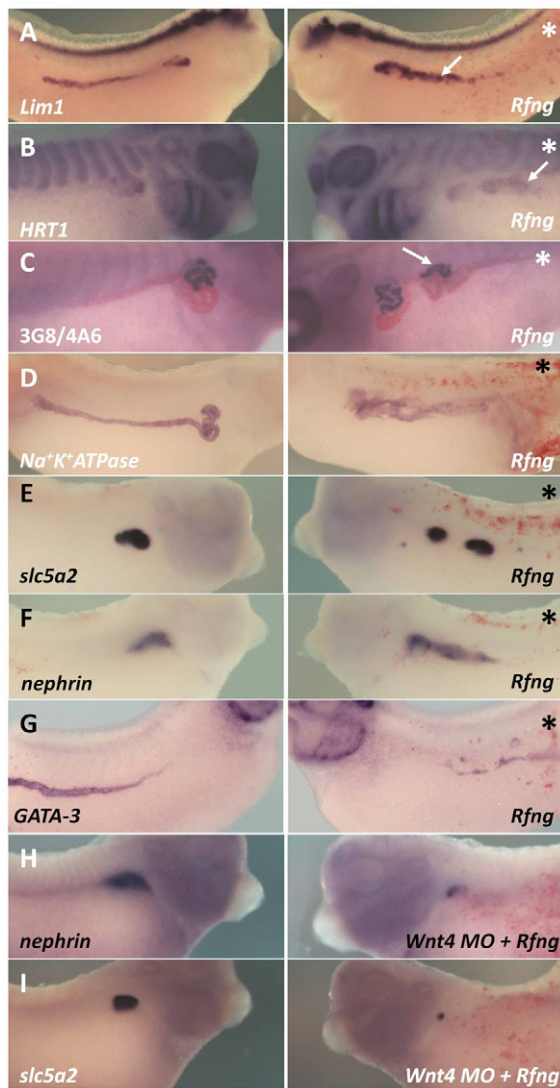 A
*
Lim1
Rfng
B
*
HRT1
Rfng
C
*
3G8/4A6
Rfng
D
*
Na⁺K⁺ATPase
Rfng
E
*
slc5a2
Rfng
F
*
nephrin
Rfng
G
*
GATA-3
Rfng
H
nephrin
Wnt4 MO + Rfng
I
slc5a2
Wnt4 MO + Rfng